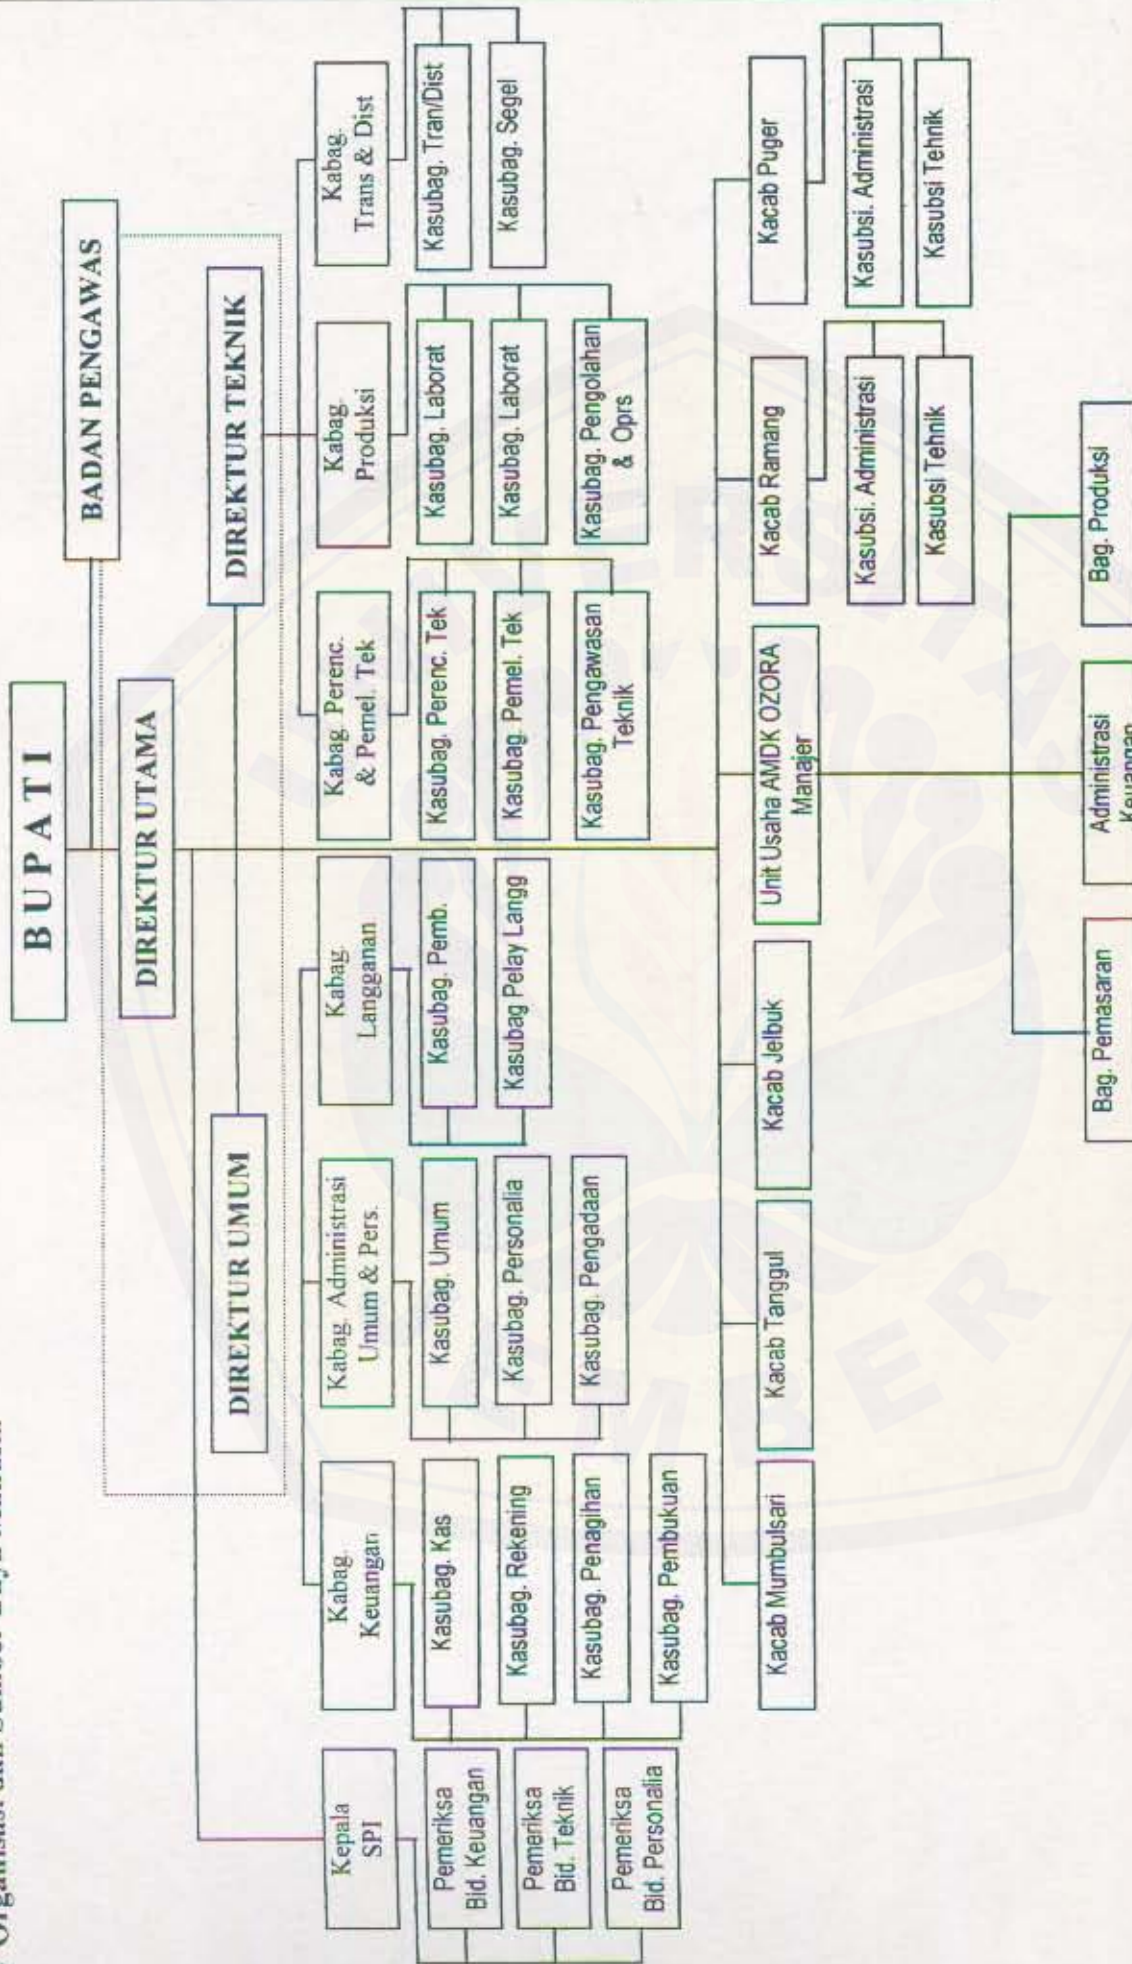 BUPATI
BADAN PENGAWAS
DIREKTUR UTAMA
DIREKTUR UMUM
DIREKTUR TEKNIK
Kepala
SPI
Pemeriksa
Bid. Keuangan
Pemeriksa
Bid. Teknik
Pemeriksa
Bid. Personalia
Kabag.
Keuangan
Kasubag. Kas
Kasubag. Rekening
Kasubag. Penagihan
Kasubag. Pembukuan
Kabag. Administrasi
Umum & Pers.
Kasubag. Umum
Kasubag. Personalia
Kasubag. Pengadaan
Kabag.
Langganan
Kasubag. Pemb.
Kasubag Pelay Langg
Kabag. Perenc.
& Pemel. Tek
Kasubag. Perenc. Tek
Kasubag. Pemel. Tek
Kasubag. Pengawasan
Teknik
Kabag.
Produksi
Kasubag. Laborat
Kasubag. Laborat
Kasubag. Pengolahan
& Oprs
Kabag.
Trans & Dist
Kasubag. Tran/Dist
Kasubag. Segel
Kacab Mumbulsari
Kacab Tanggul
Kacab Jelbuk
Unit Usaha AMDK OZORA
Manajer
Kacab Ramang
Kasubsi. Administrasi
Kasubsi Tehnik
Kacab Puger
Kasubsi. Administrasi
Kasubsi Tehnik
Bag. Pemasaran
Administrasi
Keuangan
Bag. Produksi
UNIVERSITAS JEMBER